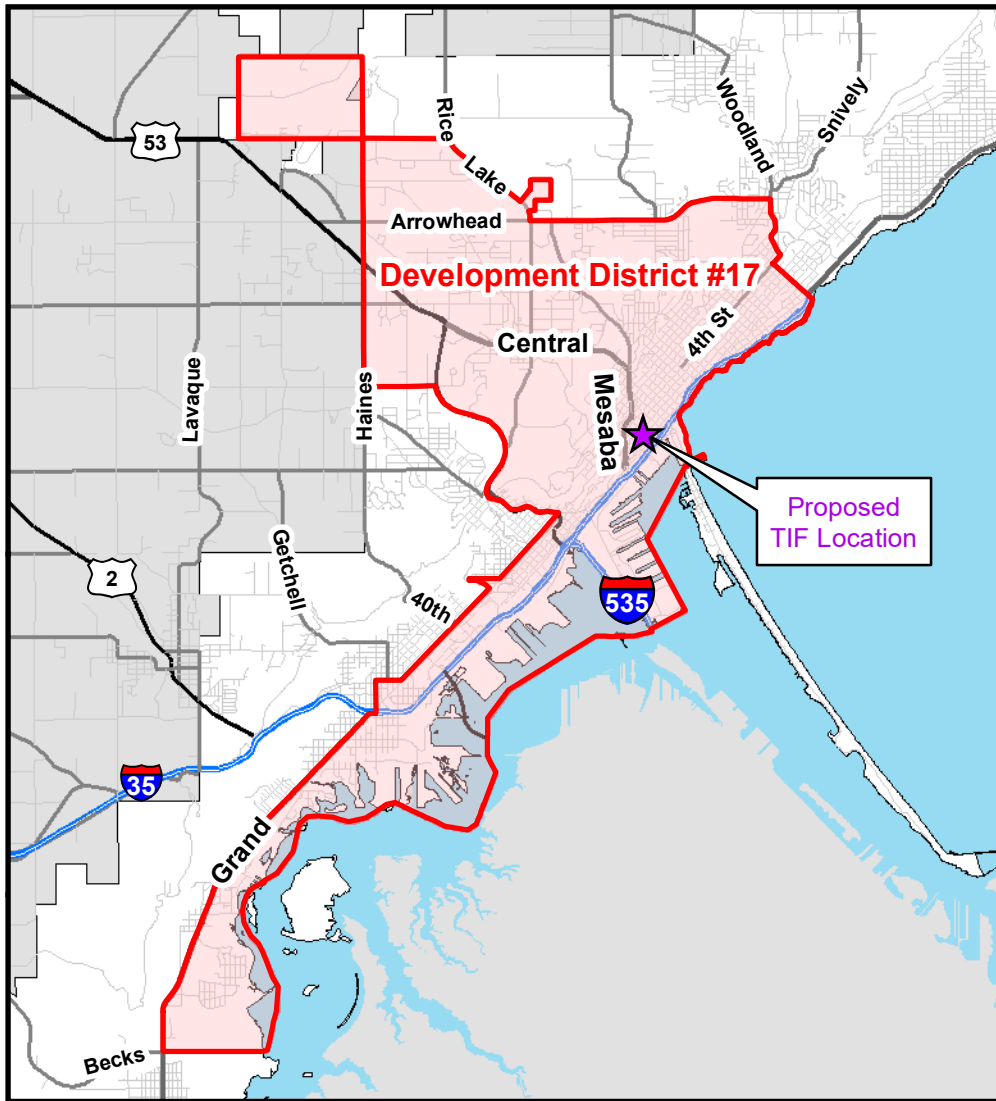 53
Rice
Lake
Woodland
Snively
Arrowhead
Development District #17
4th St
Central
Lavaque
Haines
Mesaba
Proposed
TIF Location
2
Getchell
40th
535
35
Grand
Becks